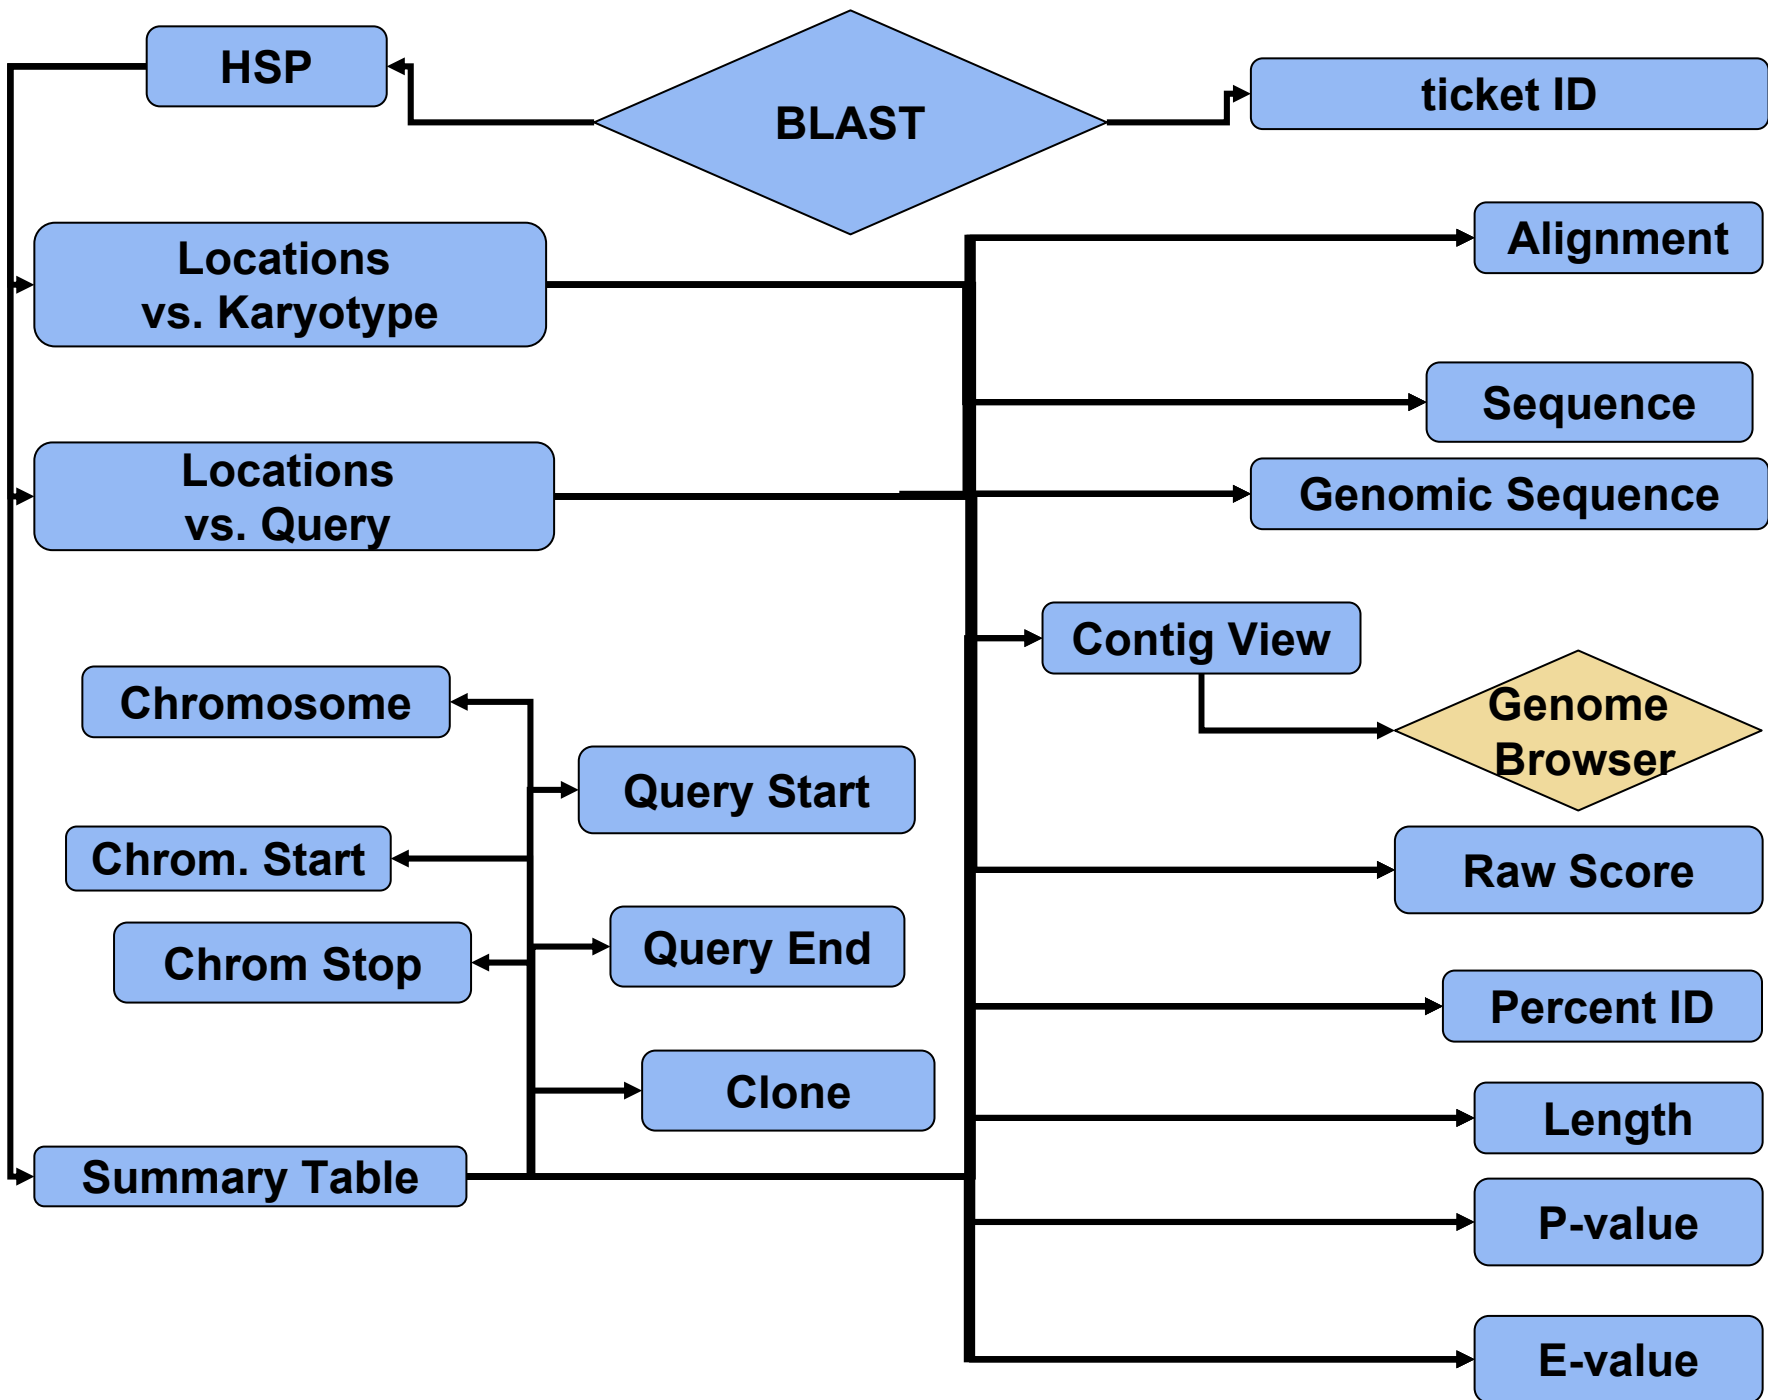 HSP
BLAST
ticket ID
Locations
vs. Karyotype
Alignment
Sequence
Locations
vs. Query
Genomic Sequence
Contig View
Chromosome
Genome
Browser
Query Start
Chrom. Start
Raw Score
Query End
Chrom Stop
Percent ID
Clone
Length
Summary Table
P-value
E-value